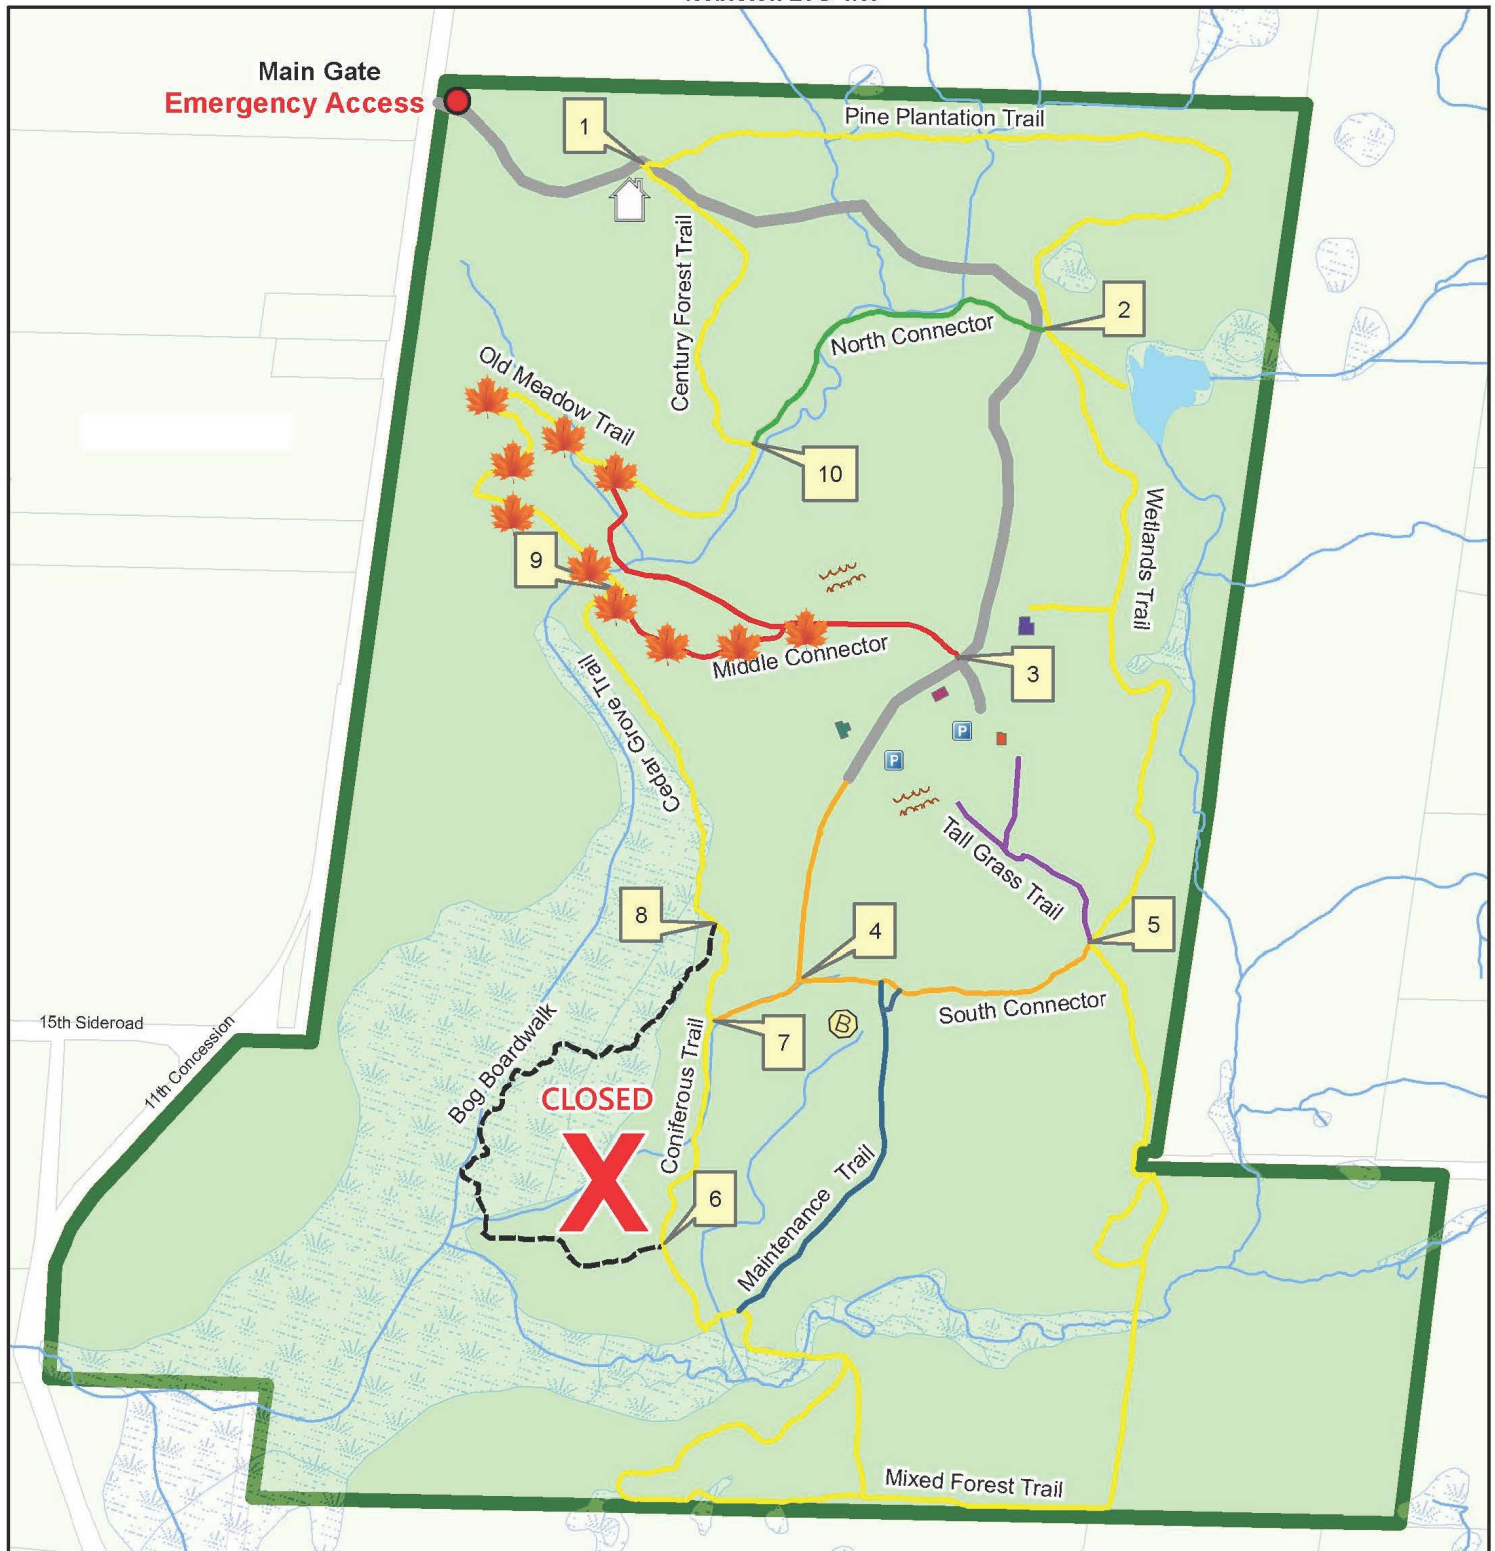 Main Gate
Emergency Access
1
Pine Plantation Trail
Century Forest Trail
2
North Connector
Old Meadow Trail
10
Wetlands Trail
9
Middle Connector
3
Cedar Grove Trail
P
P
Tall Grass Trail
8
4
5
South Connector
15th Sideroad
11th Concession
Bog Boardwalk
7
B
Coniferous Trail
CLOSED
X
6
Maintenance Trail
Mixed Forest Trail